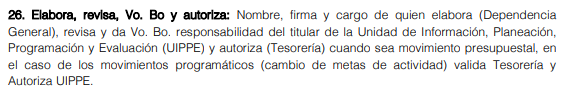 26. Elabora, revisa, Vo. Bo y autoriza: Nombre, firma y cargo de quien elabora (Dependencia
General), revisa y da Vo. Bo. responsabilidad del titular de la Unidad de Información, Planeación,
Programación y Evaluación (UIPPE) y autoriza (Tesorería) cuando sea movimiento presupuestal, en
el caso de los movimientos programáticos (cambio de metas de actividad) valida Tesorería y
Autoriza UIPPE.